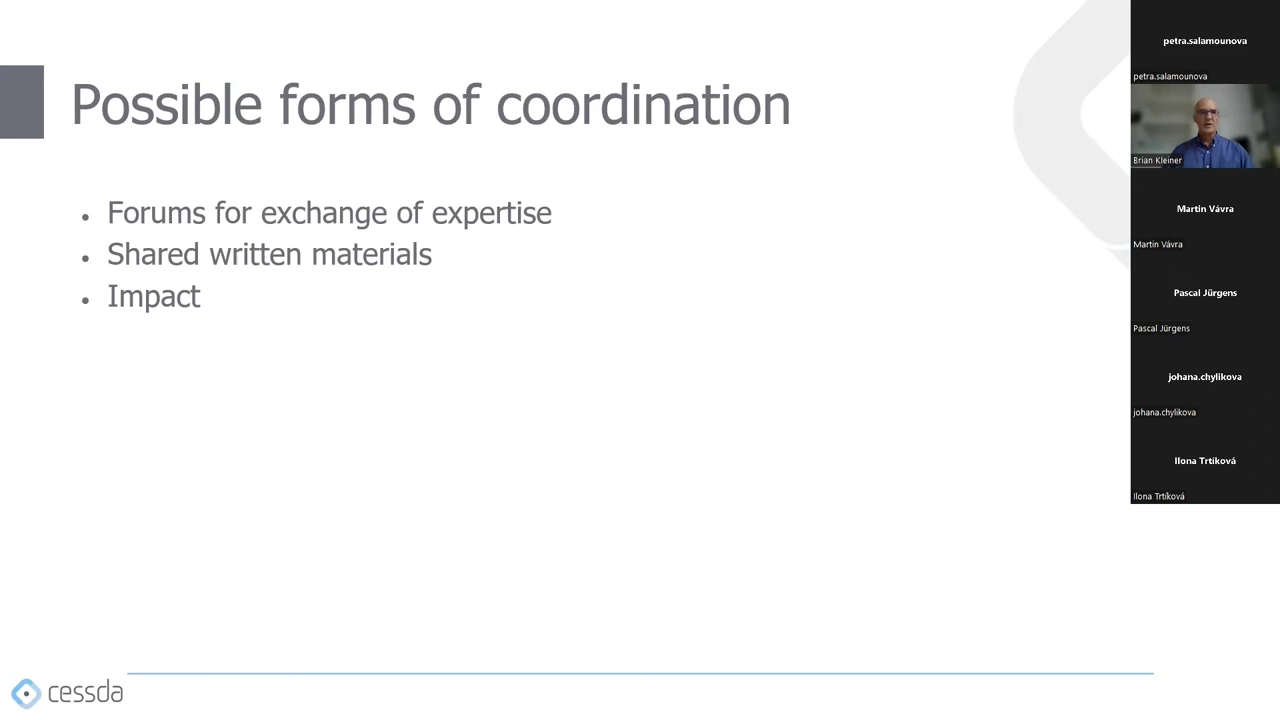 Possible forms of coordination
• Forums for exchange of expertise
• Shared written materials
• Impact
cessda
petra.salamounova
petra.salamounova
Brian Kleiner
Martin Vávra
Martin Vávra
Pascal Jürgens
Pascal Jürgens
johana.chylikova
johana.chylikova
Ilona Trtíková
Ilona Trtíková